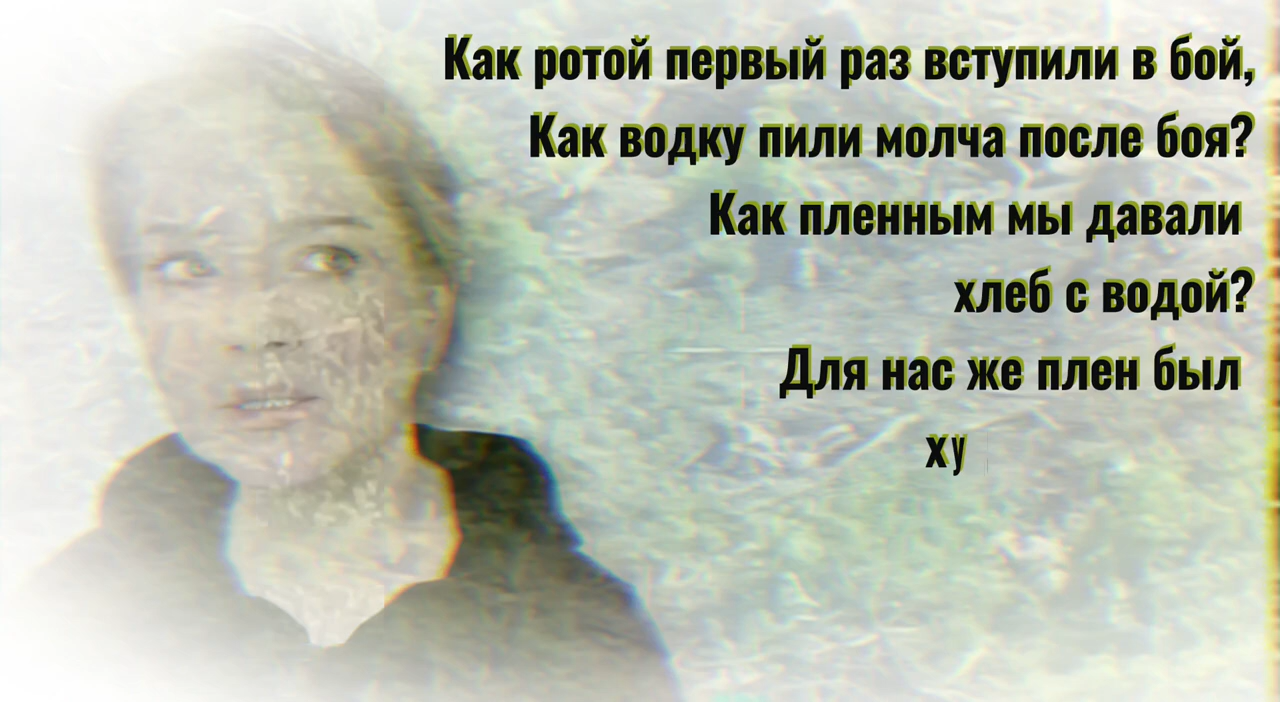 Как ротой первый раз вступили в бой,
Как водку пили молча после боя?
Как пленным мы давали
хлеб с водой?
Для нас же плен был
ху